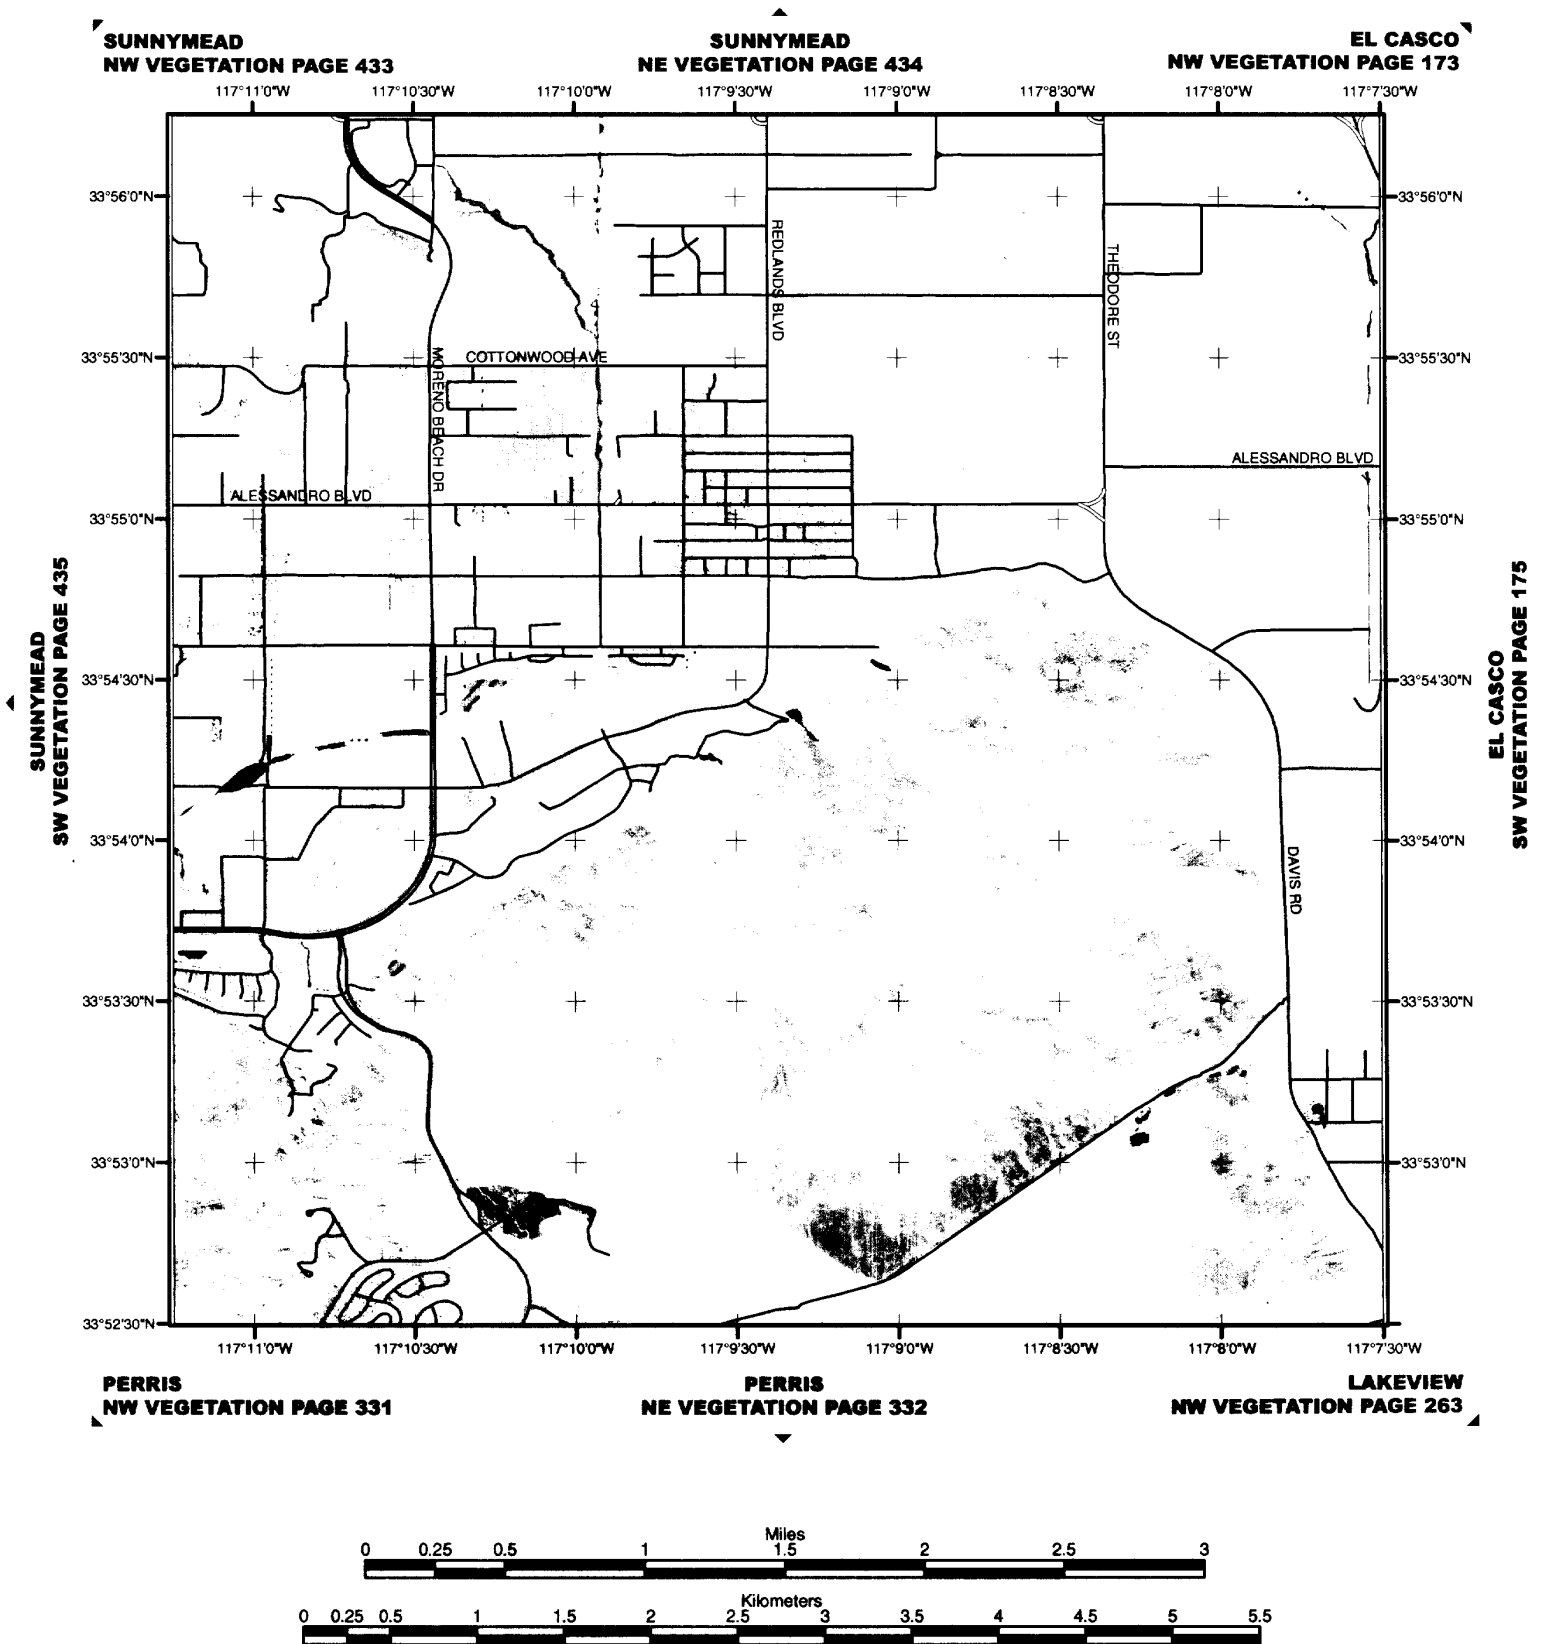 SUNNYMEAD
NW VEGETATION PAGE 433
SUNNYMEAD
NE VEGETATION PAGE 434
EL CASCO
NW VEGETATION PAGE 173
117°11'0"W
117°10'30"W
117°10'0"W
117°9'30"W
117°9'0"W
117°8'30"W
117°8'0"W
117°7'30"W
33°56'0"N
33°56'0"N
REDLANDS BLVD
THEODORE ST
33°55'30"N
MORENO BEACH DR
COTTONWOOD AVE
33°55'30"N
ALESSANDRO BLVD
ALESSANDRO BLVD
33°55'0"N
33°55'0"N
SUNNYMEAD
SW VEGETATION PAGE 435
EL CASCO
SW VEGETATION PAGE 175
33°54'30"N
33°54'30"N
33°54'0"N
33°54'0"N
DAVIS RD
33°53'30"N
33°53'30"N
33°53'0"N
33°53'0"N
33°52'30"N
117°11'0"W
117°10'30"W
117°10'0"W
117°9'30"W
117°9'0"W
117°8'30"W
117°8'0"W
117°7'30"W
PERRIS
NW VEGETATION PAGE 331
PERRIS
NE VEGETATION PAGE 332
LAKEVIEW
NW VEGETATION PAGE 263
Miles
0 0.25 0.5 1 1.5 2 2.5 3
Kilometers
0 0.25 0.5 1 1.5 2 2.5 3 3.5 4 4.5 5 5.5